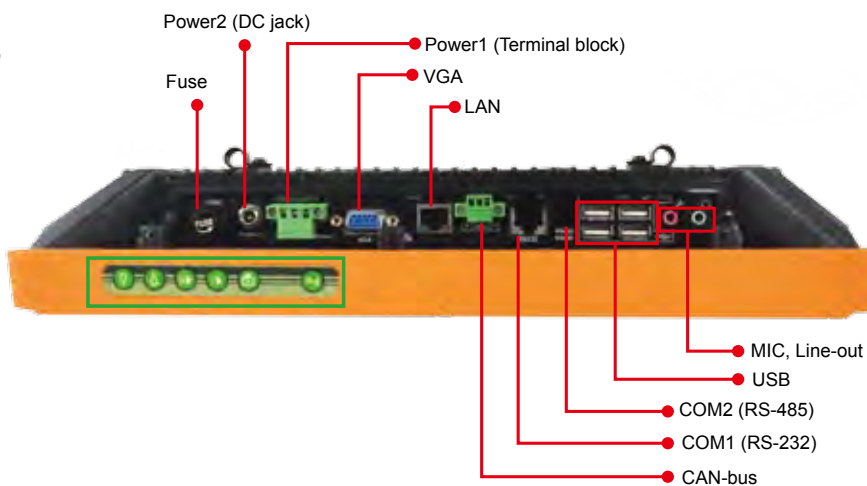 Power2 (DC jack)
Power1 (Terminal block)
Fuse
VGA
LAN
MIC, Line-out
USB
COM2 (RS-485)
COM1 (RS-232)
CAN-bus